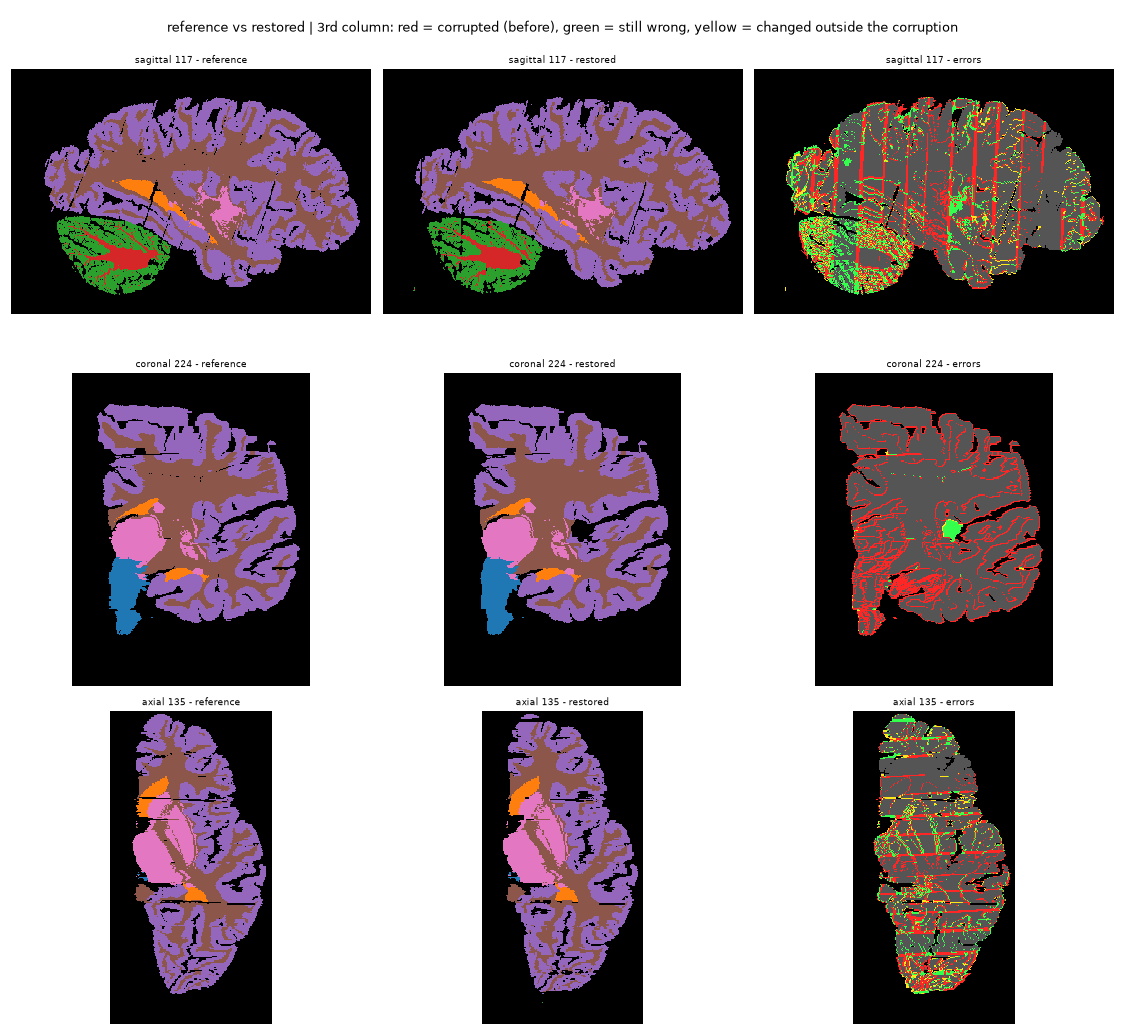 reference vs restored | 3rd column: red = corrupted (before), green = still wrong, yellow = changed outside the corruption
sagittal 117 - reference
sagittal 117 - restored
sagittal 117 - errors
coronal 224 - reference
coronal 224 - restored
coronal 224 - errors
axial 135 - reference
axial 135 - restored
axial 135 - errors